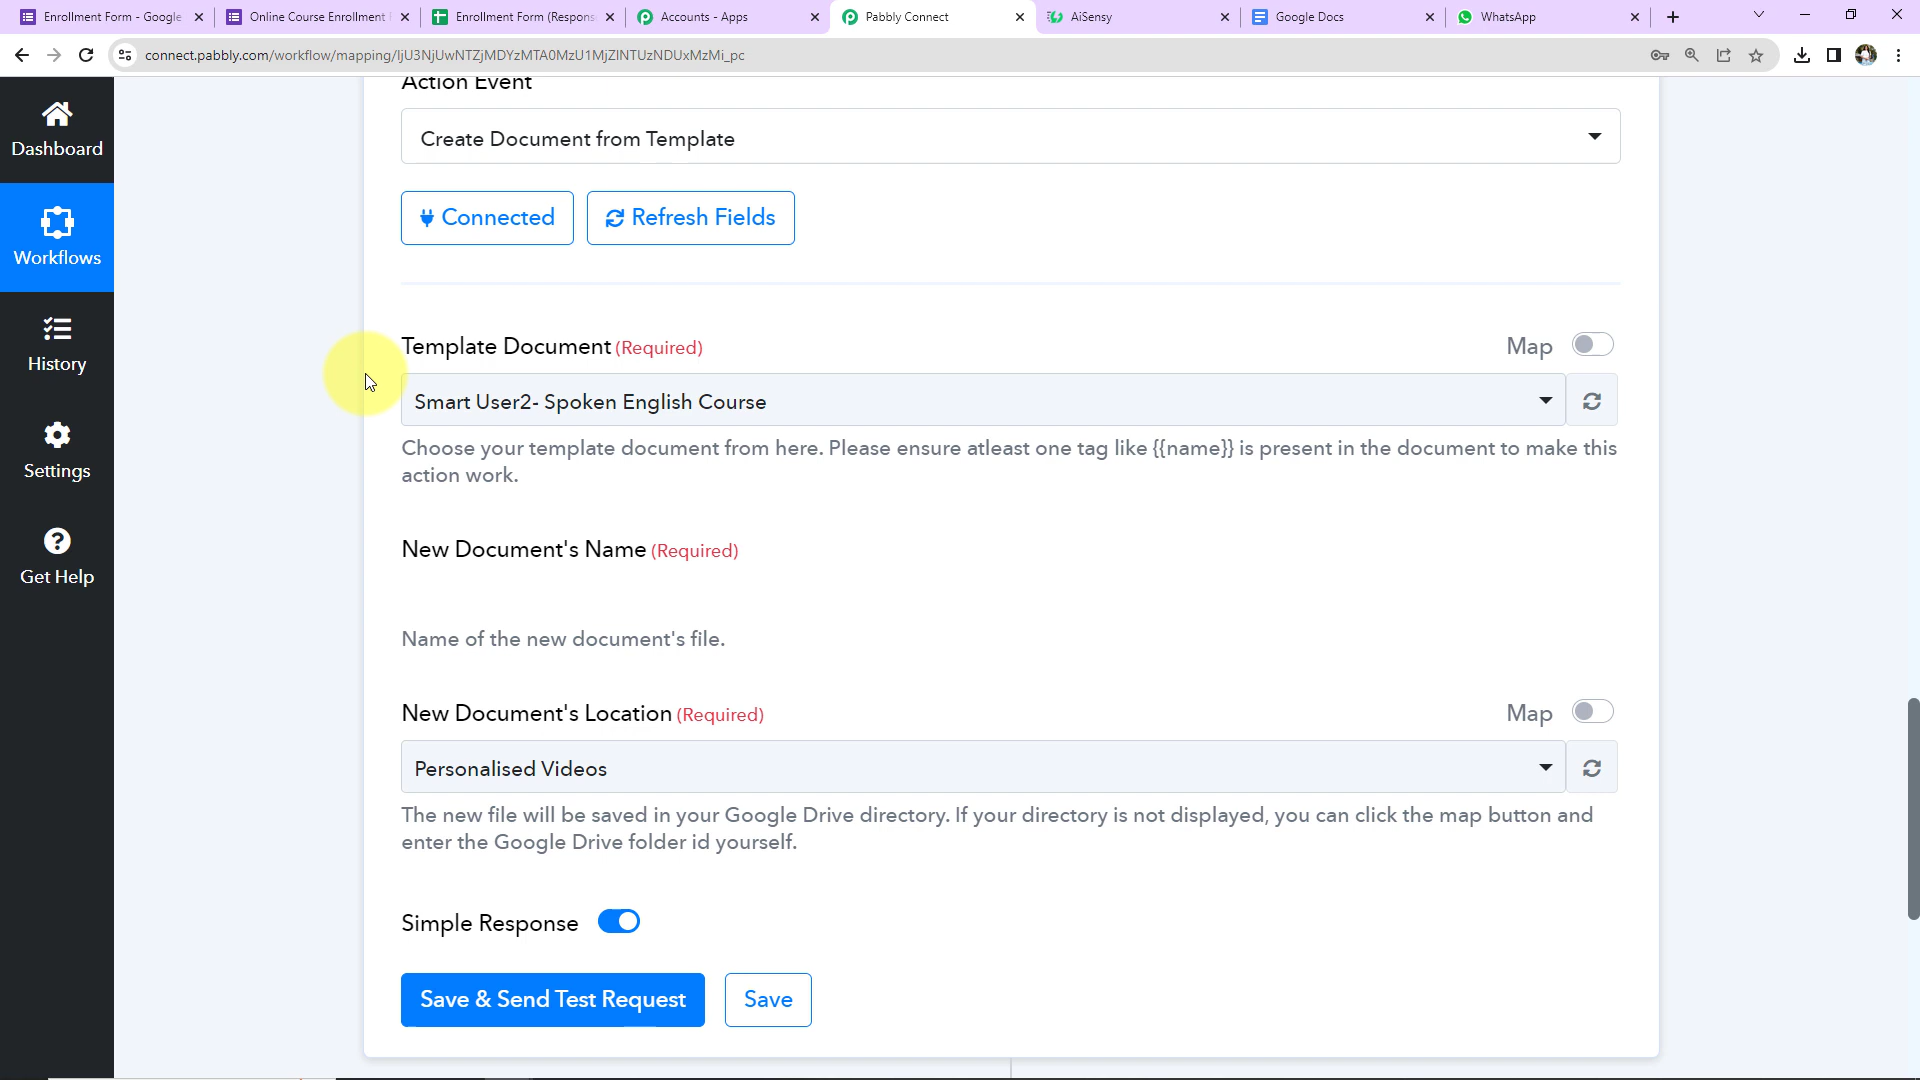 Enrollment Form - Google
Online Course Enrollment
Enrollment Form (Respons
Accounts - Apps
Pabbly Connect
AiSensy
Google Docs
WhatsApp
connect.pabbly.com/workflow/mapping/IjU3NjUwNTZjMDYzMTA0MzU1MjZlNTUzNDUxMzMi_pc
Dashboard
Workflows
History
Settings
Get Help
Action Event
Create Document from Template
Connected
Refresh Fields
Template Document (Required)
Map
Smart User2- Spoken English Course
Choose your template document from here. Please ensure atleast one tag like {{name}} is present in the document to make this
action work.
New Document's Name (Required)
Name of the new document's file.
New Document's Location (Required)
Map
Personalised Videos
The new file will be saved in your Google Drive directory. If your directory is not displayed, you can click the map button and
enter the Google Drive folder id yourself.
Simple Response
Save & Send Test Request
Save